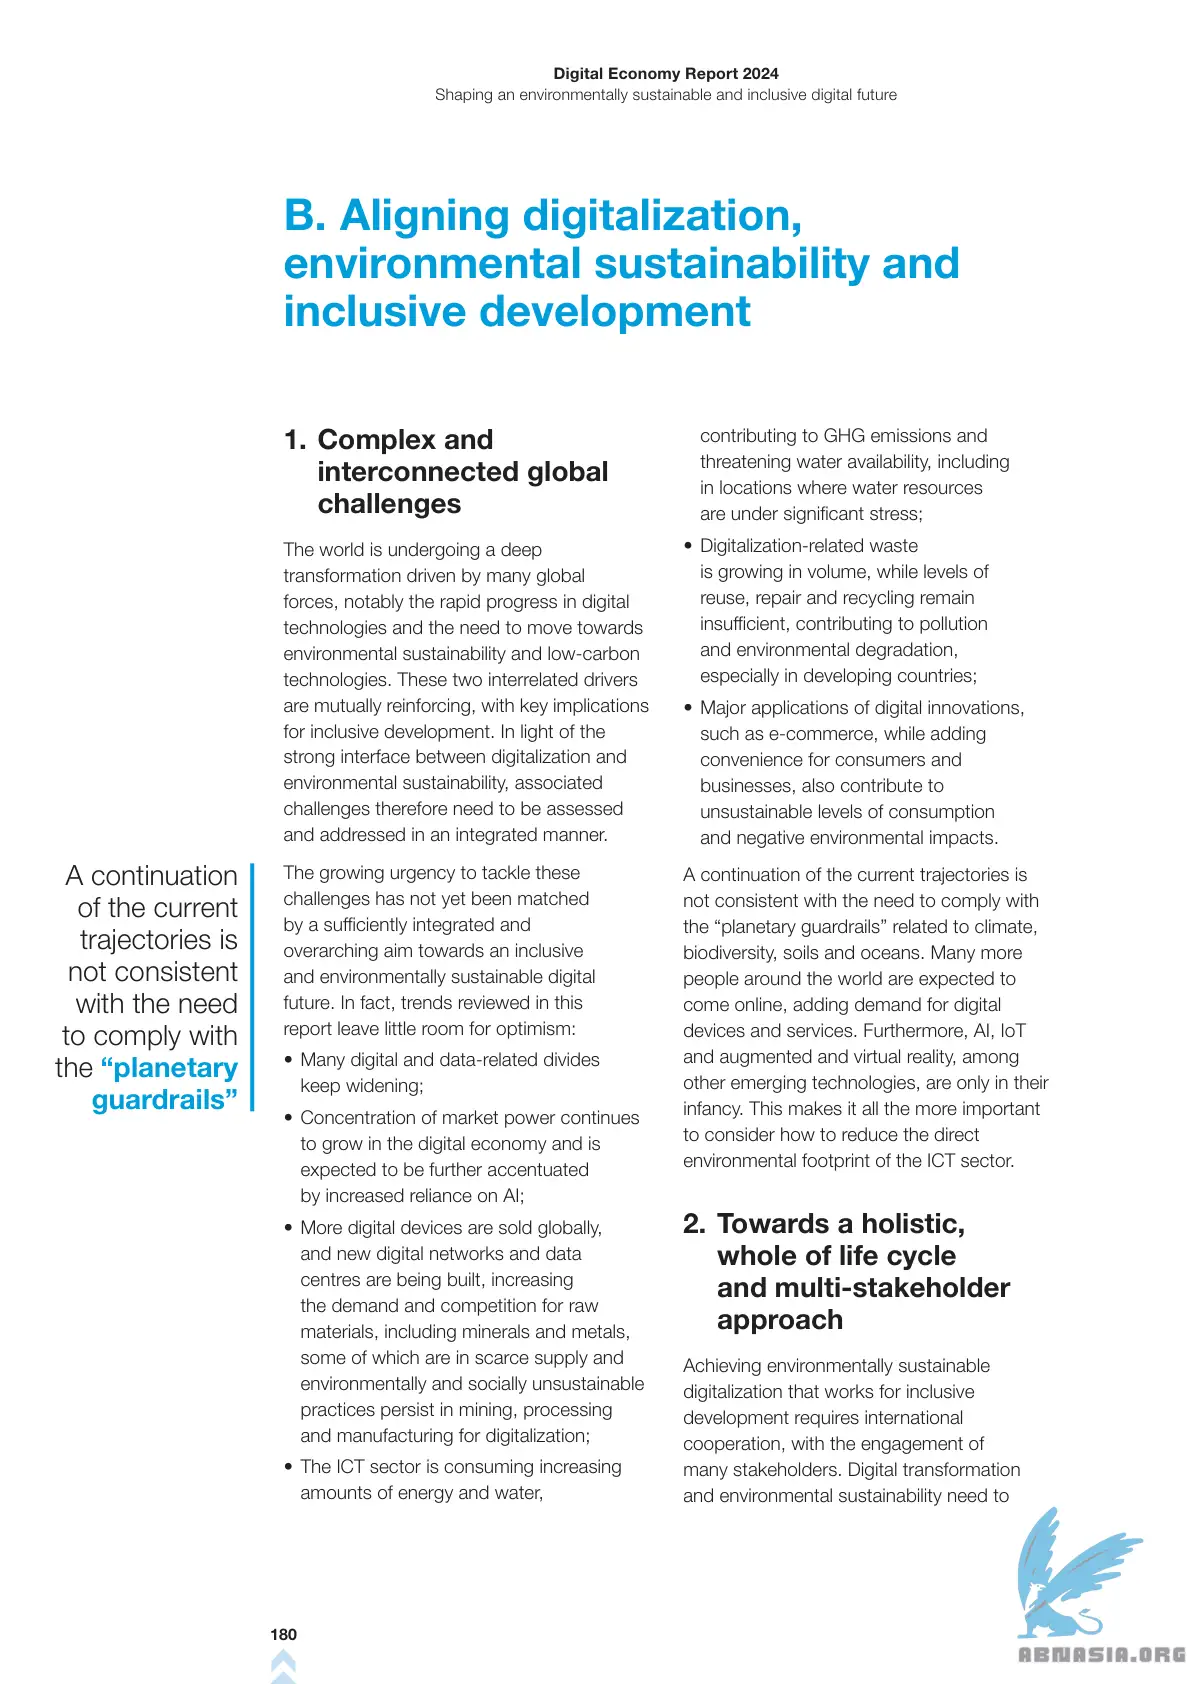 Digital Economy Report 2024
Shaping an environmentally sustainable and inclusive digital future
B. Aligning digitalization,
environmental sustainability and
inclusive development
1. Complex and
interconnected global
challenges
The world is undergoing a deep
transformation driven by many global
forces, notably the rapid progress in digital
technologies and the need to move towards
environmental sustainability and low-carbon
technologies. These two interrelated drivers
are mutually reinforcing, with key implications
for inclusive development. In light of the
strong interface between digitalization and
environmental sustainability, associated
challenges therefore need to be assessed
and addressed in an integrated manner.
A continuation
of the current
trajectories is
not consistent
with the need
to comply with
the “planetary
guardrails”
The growing urgency to tackle these
challenges has not yet been matched
by a sufficiently integrated and
overarching aim towards an inclusive
and environmentally sustainable digital
future. In fact, trends reviewed in this
report leave little room for optimism:
• Many digital and data-related divides
keep widening;
• Concentration of market power continues
to grow in the digital economy and is
expected to be further accentuated
by increased reliance on AI;
• More digital devices are sold globally,
and new digital networks and data
centres are being built, increasing
the demand and competition for raw
materials, including minerals and metals,
some of which are in scarce supply and
environmentally and socially unsustainable
practices persist in mining, processing
and manufacturing for digitalization;
• The ICT sector is consuming increasing
amounts of energy and water,
contributing to GHG emissions and
threatening water availability, including
in locations where water resources
are under significant stress;
• Digitalization-related waste
is growing in volume, while levels of
reuse, repair and recycling remain
insufficient, contributing to pollution
and environmental degradation,
especially in developing countries;
• Major applications of digital innovations,
such as e-commerce, while adding
convenience for consumers and
businesses, also contribute to
unsustainable levels of consumption
and negative environmental impacts.
A continuation of the current trajectories is
not consistent with the need to comply with
the “planetary guardrails” related to climate,
biodiversity, soils and oceans. Many more
people around the world are expected to
come online, adding demand for digital
devices and services. Furthermore, AI, IoT
and augmented and virtual reality, among
other emerging technologies, are only in their
infancy. This makes it all the more important
to consider how to reduce the direct
environmental footprint of the ICT sector.
2. Towards a holistic,
whole of life cycle
and multi-stakeholder
approach
Achieving environmentally sustainable
digitalization that works for inclusive
development requires international
cooperation, with the engagement of
many stakeholders. Digital transformation
and environmental sustainability need to
180
ABNASIA.ORG